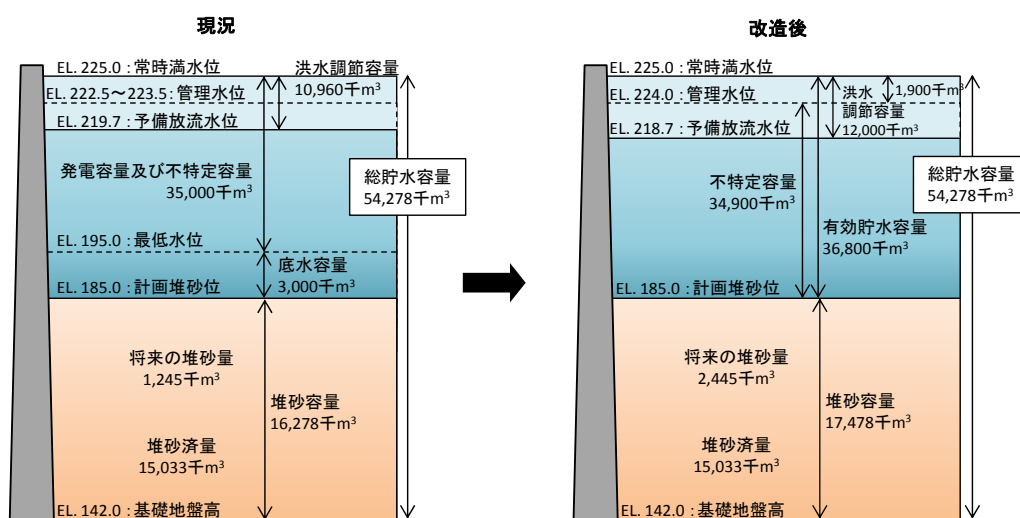 現況
EL. 225.0 : 常時満水位
洪水調節容量
10,960千m³
EL. 222.5～223.5 : 管理水位
EL. 219.7 : 予備放流水位
発電容量及び不特定容量
35,000千m³
総貯水容量
54,278千m³
EL. 195.0 : 最低水位
底水容量
3,000千m³
EL. 185.0 : 計画堆砂位
将来の堆砂量
1,245千m³
堆砂容量
16,278千m³
堆砂済量
15,033千m³
EL. 142.0 : 基礎地盤高
改造後
EL. 225.0 : 常時満水位
EL. 224.0 : 管理水位
洪水
調節容量
12,000千m³
1,900千m³
EL. 218.7 : 予備放流水位
不特定容量
34,900千m³
総貯水容量
54,278千m³
有効貯水容量
36,800千m³
EL. 185.0 : 計画堆砂位
将来の堆砂量
2,445千m³
堆砂容量
17,478千m³
堆砂済量
15,033千m³
EL. 142.0 : 基礎地盤高